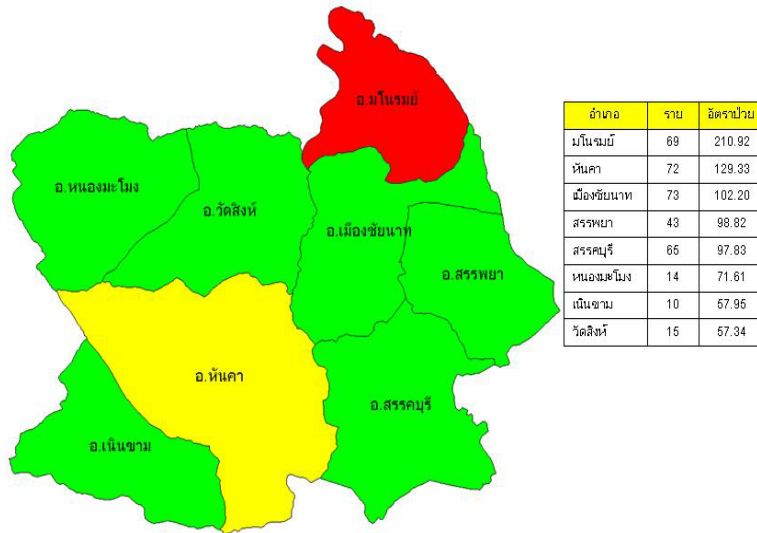 อ.มโนรมย์
อ.หนองมะโมง
อ.วัดสิงห์
อ.เมืองชัยนาท
อ.สรรพยา
อ.หันคา
อ.สรรคบุรี
อ.เนินขาม
อำเภอ ราย อัตราป่วย
มโนรมย์ 69 210.92
หันคา 72 129.33
เมืองชัยนาท 73 102.20
สรรพยา 43 98.82
สรรคบุรี 65 97.83
หนองมะโมง 14 71.61
เนินขาม 10 57.95
วัดสิงห์ 15 57.34